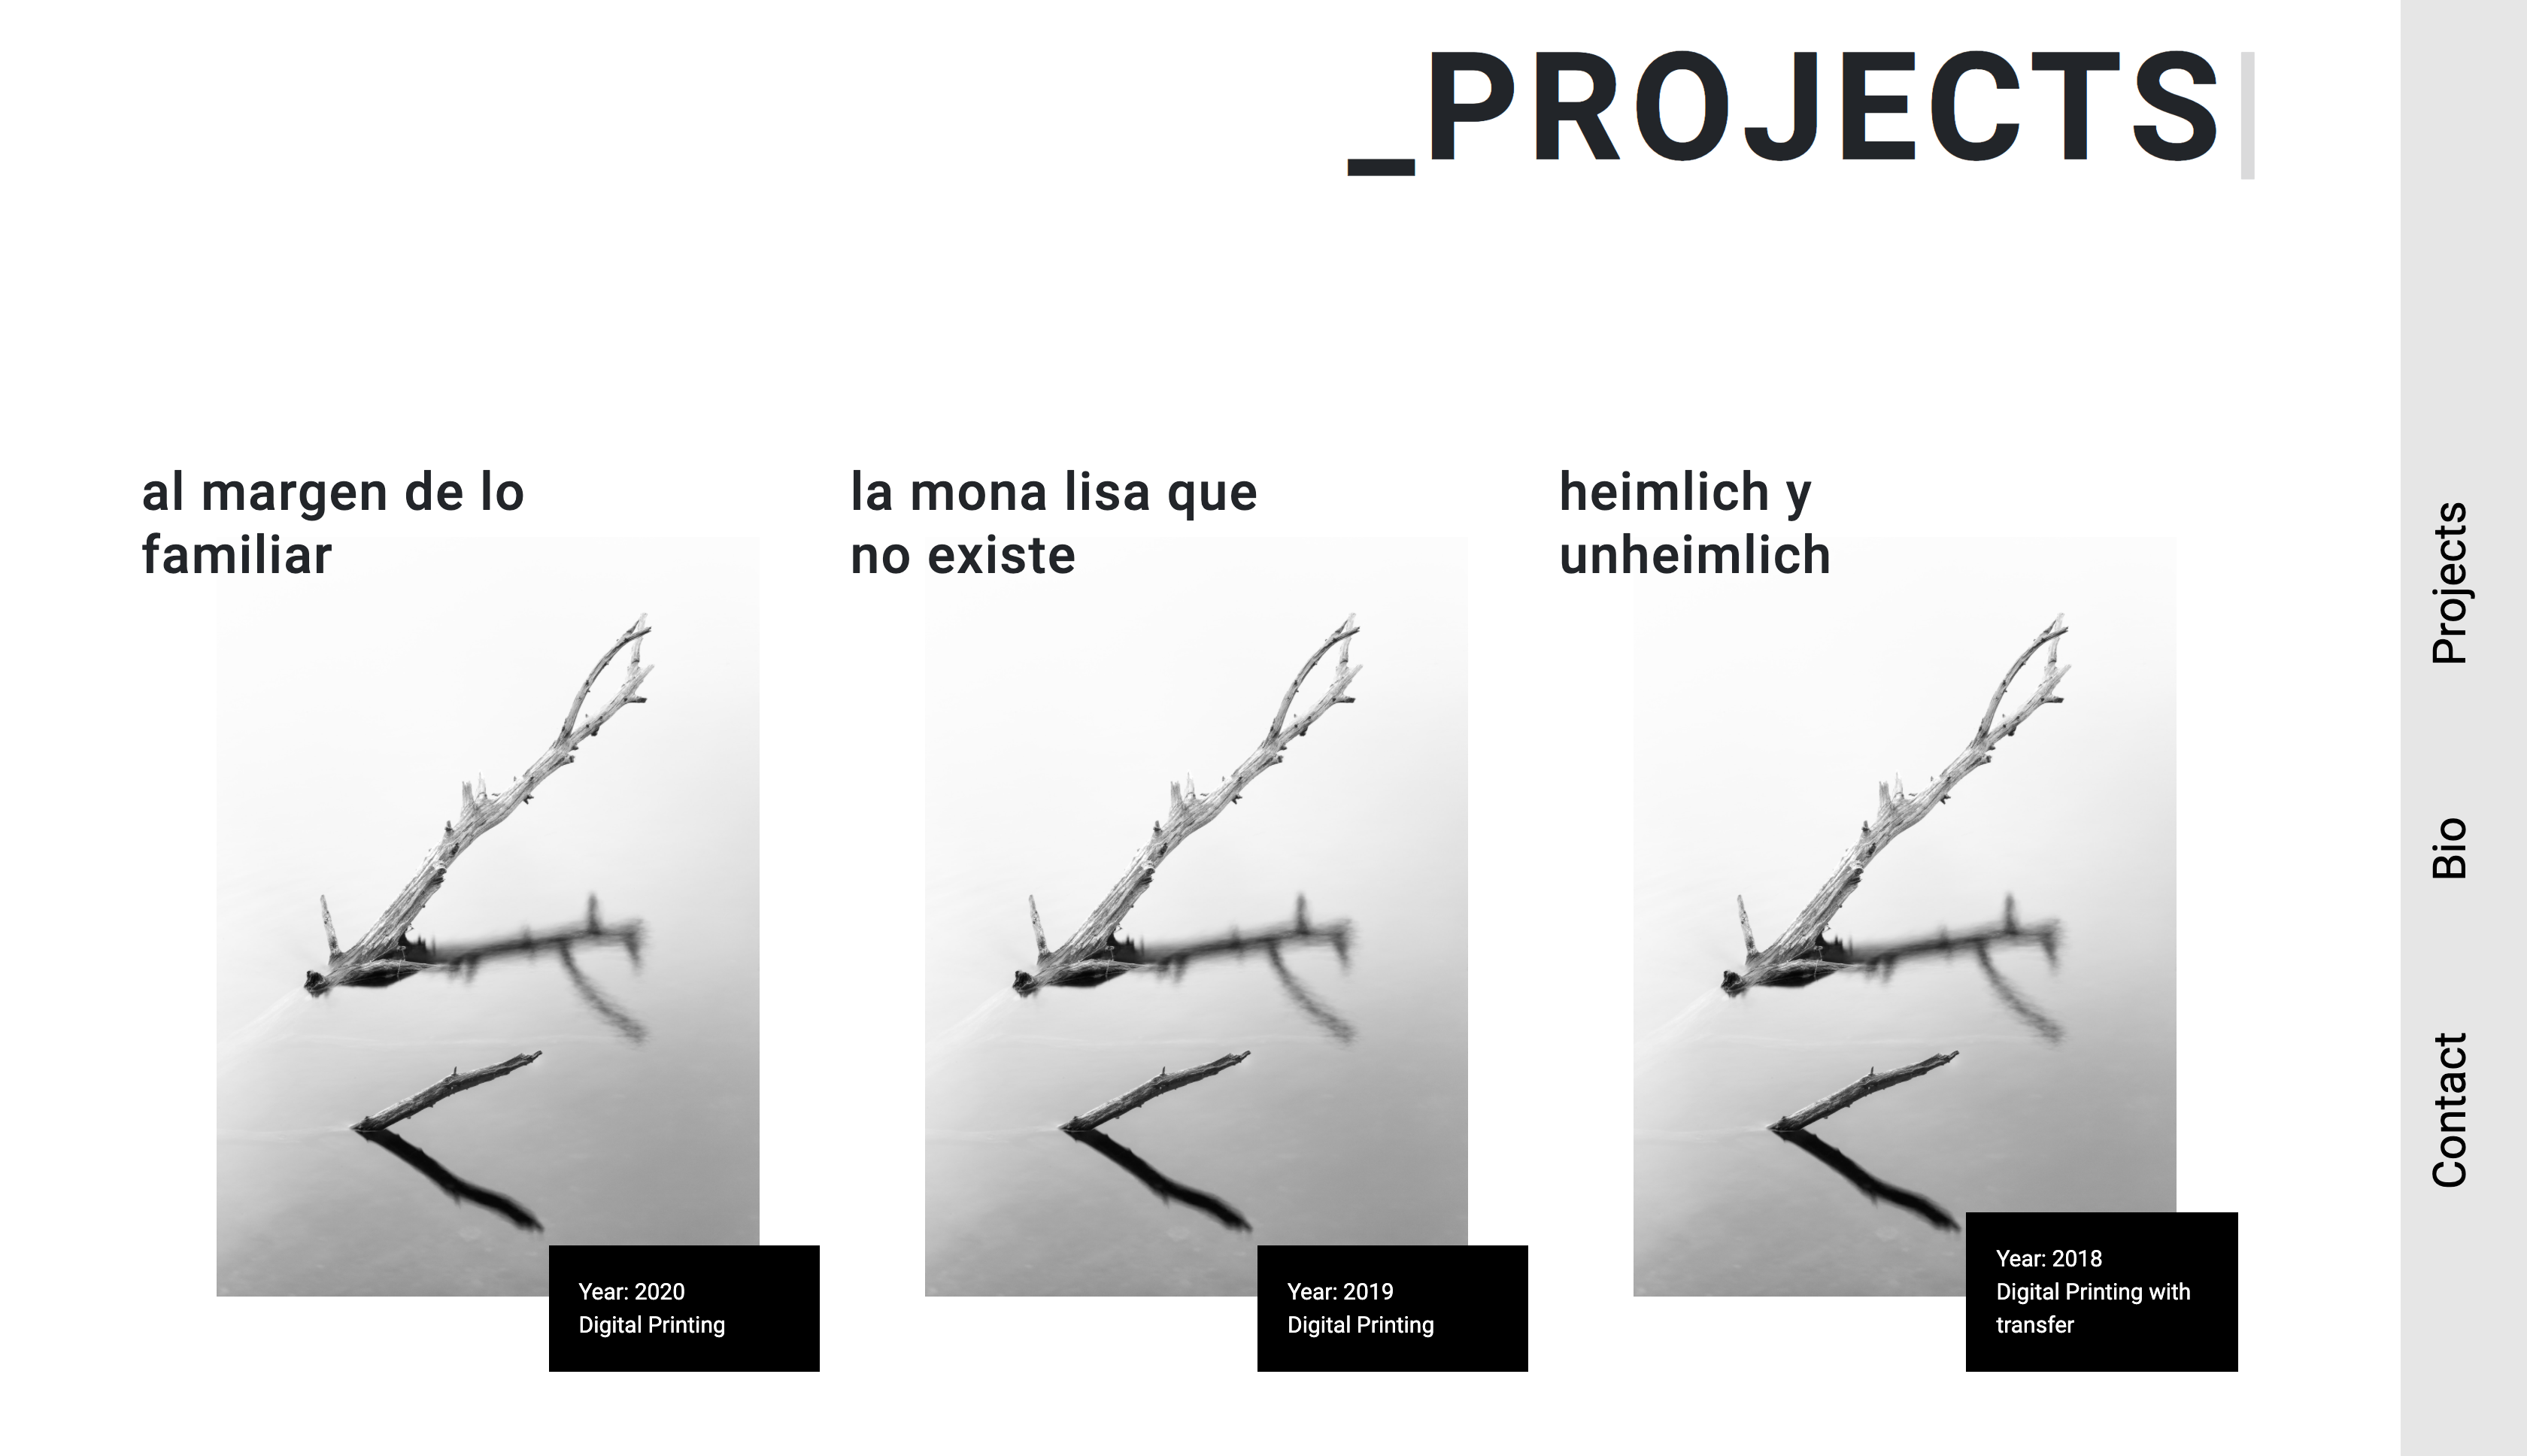 _PROJECTS
al margen de lo
familiar
Year: 2020
Digital Printing
la mona lisa que
no existe
Year: 2019
Digital Printing
heimlich y
unheimlich
Year: 2018
Digital Printing with
transfer
Projects
Bio
Contact